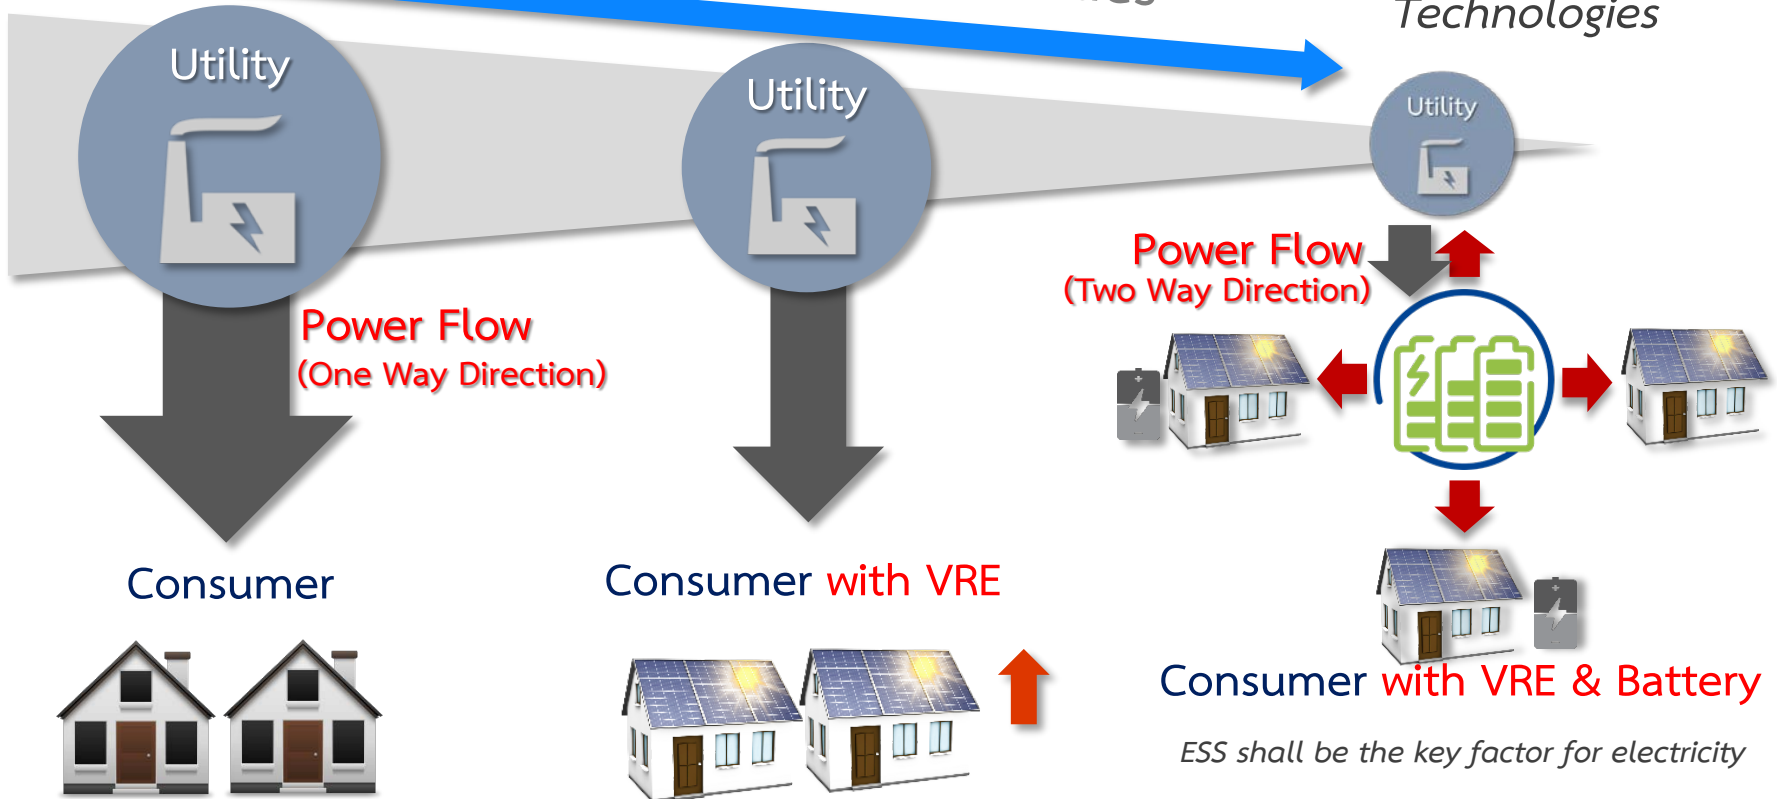 Technologies
Utility
Utility
Utility
Power Flow
(Two Way Direction)
Power Flow
(One Way Direction)
Consumer
Consumer with VRE
Consumer with VRE & Battery
ESS shall be the key factor for electricity